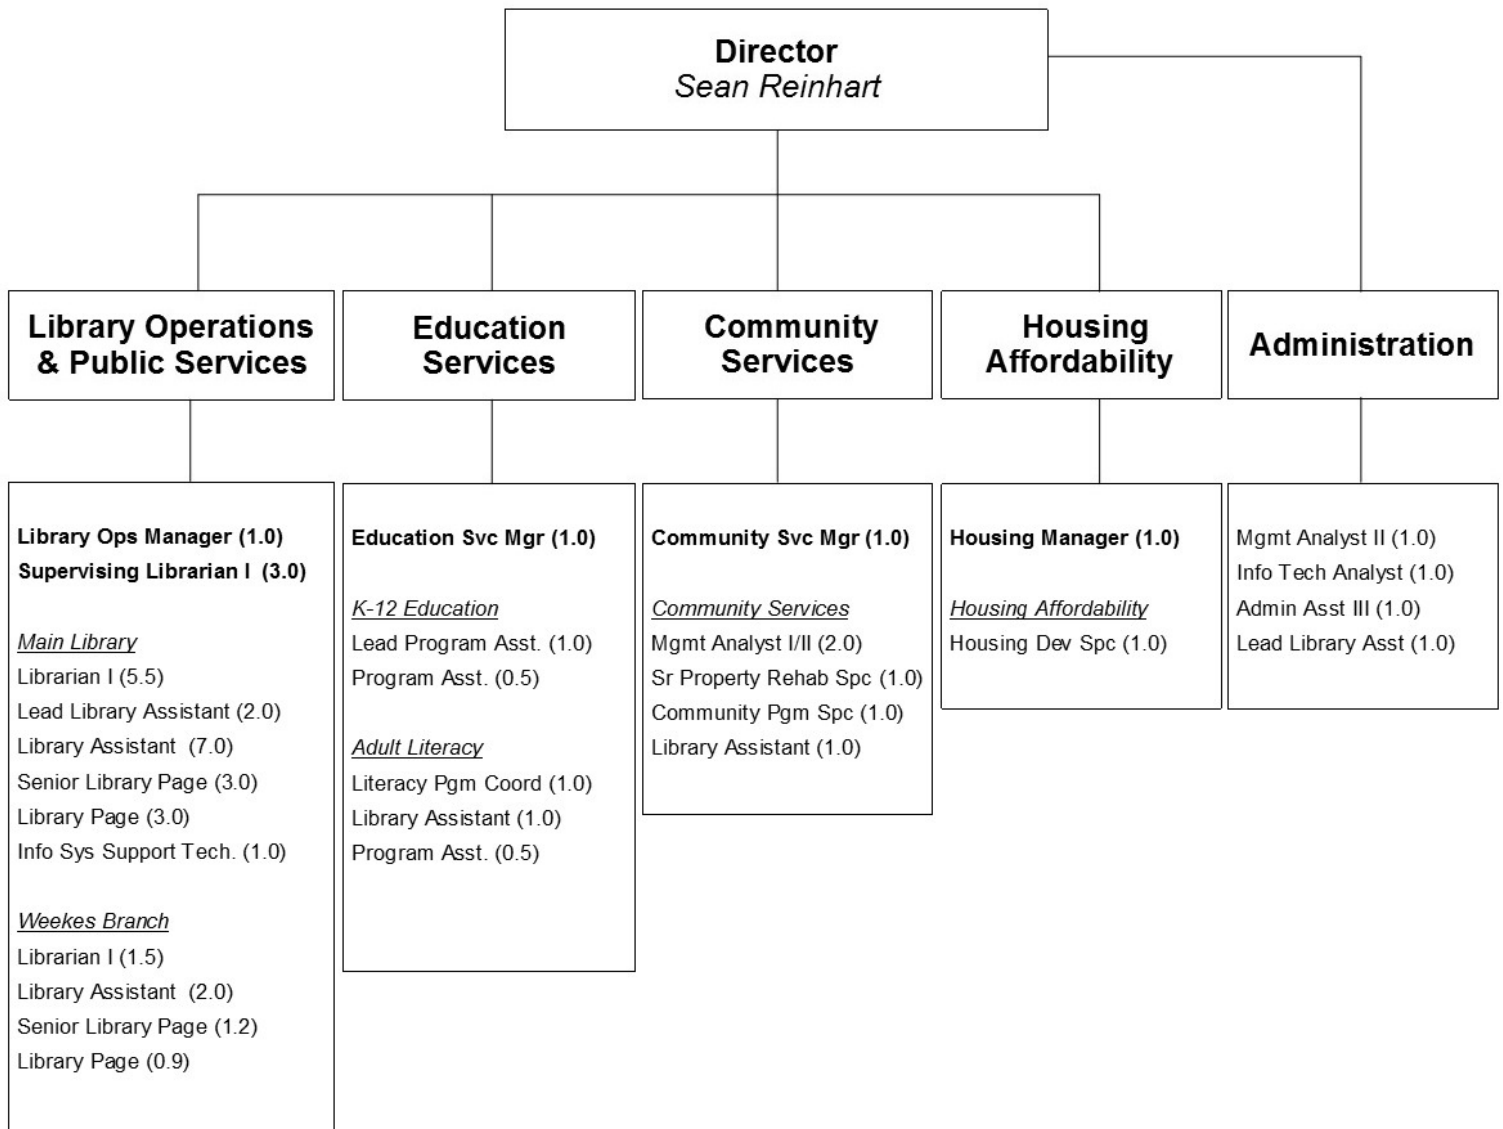 Director
Sean Reinhart
Library Operations
& Public Services
Education
Services
Community
Services
Housing
Affordability
Administration
Library Ops Manager (1.0)
Supervising Librarian I (3.0)
Main Library
Librarian I (5.5)
Lead Library Assistant (2.0)
Library Assistant (7.0)
Senior Library Page (3.0)
Library Page (3.0)
Info Sys Support Tech. (1.0)
Weekes Branch
Librarian I (1.5)
Library Assistant (2.0)
Senior Library Page (1.2)
Library Page (0.9)
Education Svc Mgr (1.0)
K-12 Education
Lead Program Asst. (1.0)
Program Asst. (0.5)
Adult Literacy
Literacy Pgm Coord (1.0)
Library Assistant (1.0)
Program Asst. (0.5)
Community Svc Mgr (1.0)
Community Services
Mgmt Analyst I/II (2.0)
Sr Property Rehab Spc (1.0)
Community Pgm Spc (1.0)
Library Assistant (1.0)
Housing Manager (1.0)
Housing Affordability
Housing Dev Spc (1.0)
Mgmt Analyst II (1.0)
Info Tech Analyst (1.0)
Admin Asst III (1.0)
Lead Library Asst (1.0)